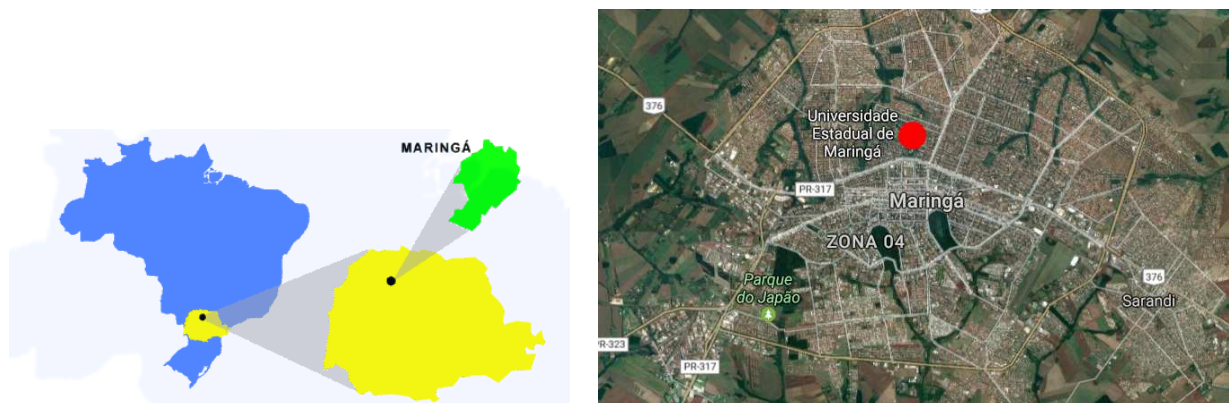 MARINGÁ
376
Universidade
Estadual de
Maringá
PR-317
Maringá
ZONA 04
Parque
do Japão
376
Sarandi
PR-323
PR-317